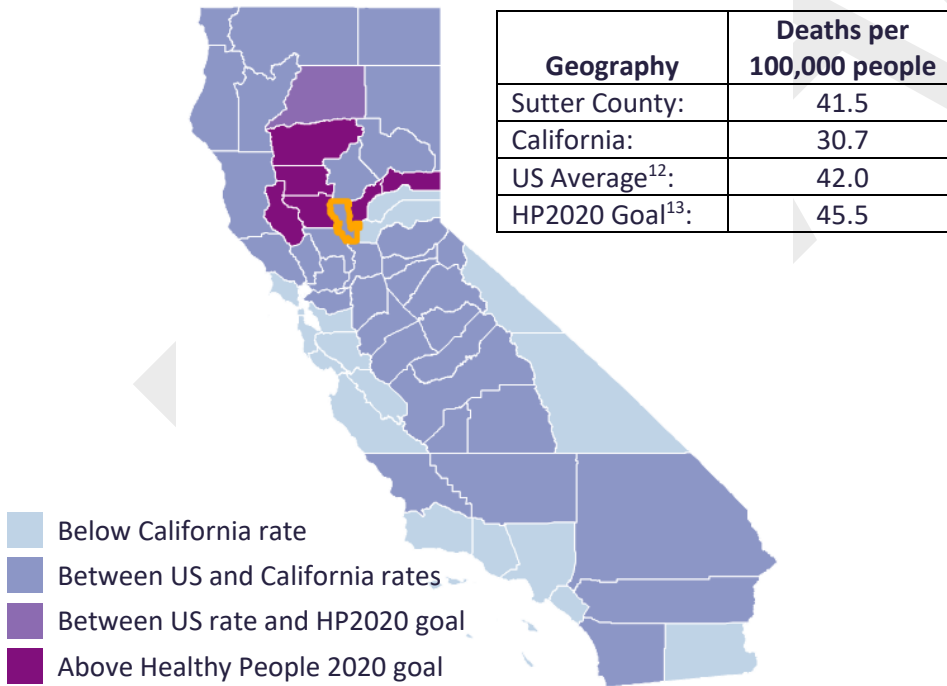 Geography Deaths per 100,000 people
Sutter County: 41.5
California: 30.7
US Average12: 42.0
HP2020 Goal13: 45.5
Below California rate
Between US and California rates
Between US rate and HP2020 goal
Above Healthy People 2020 goal